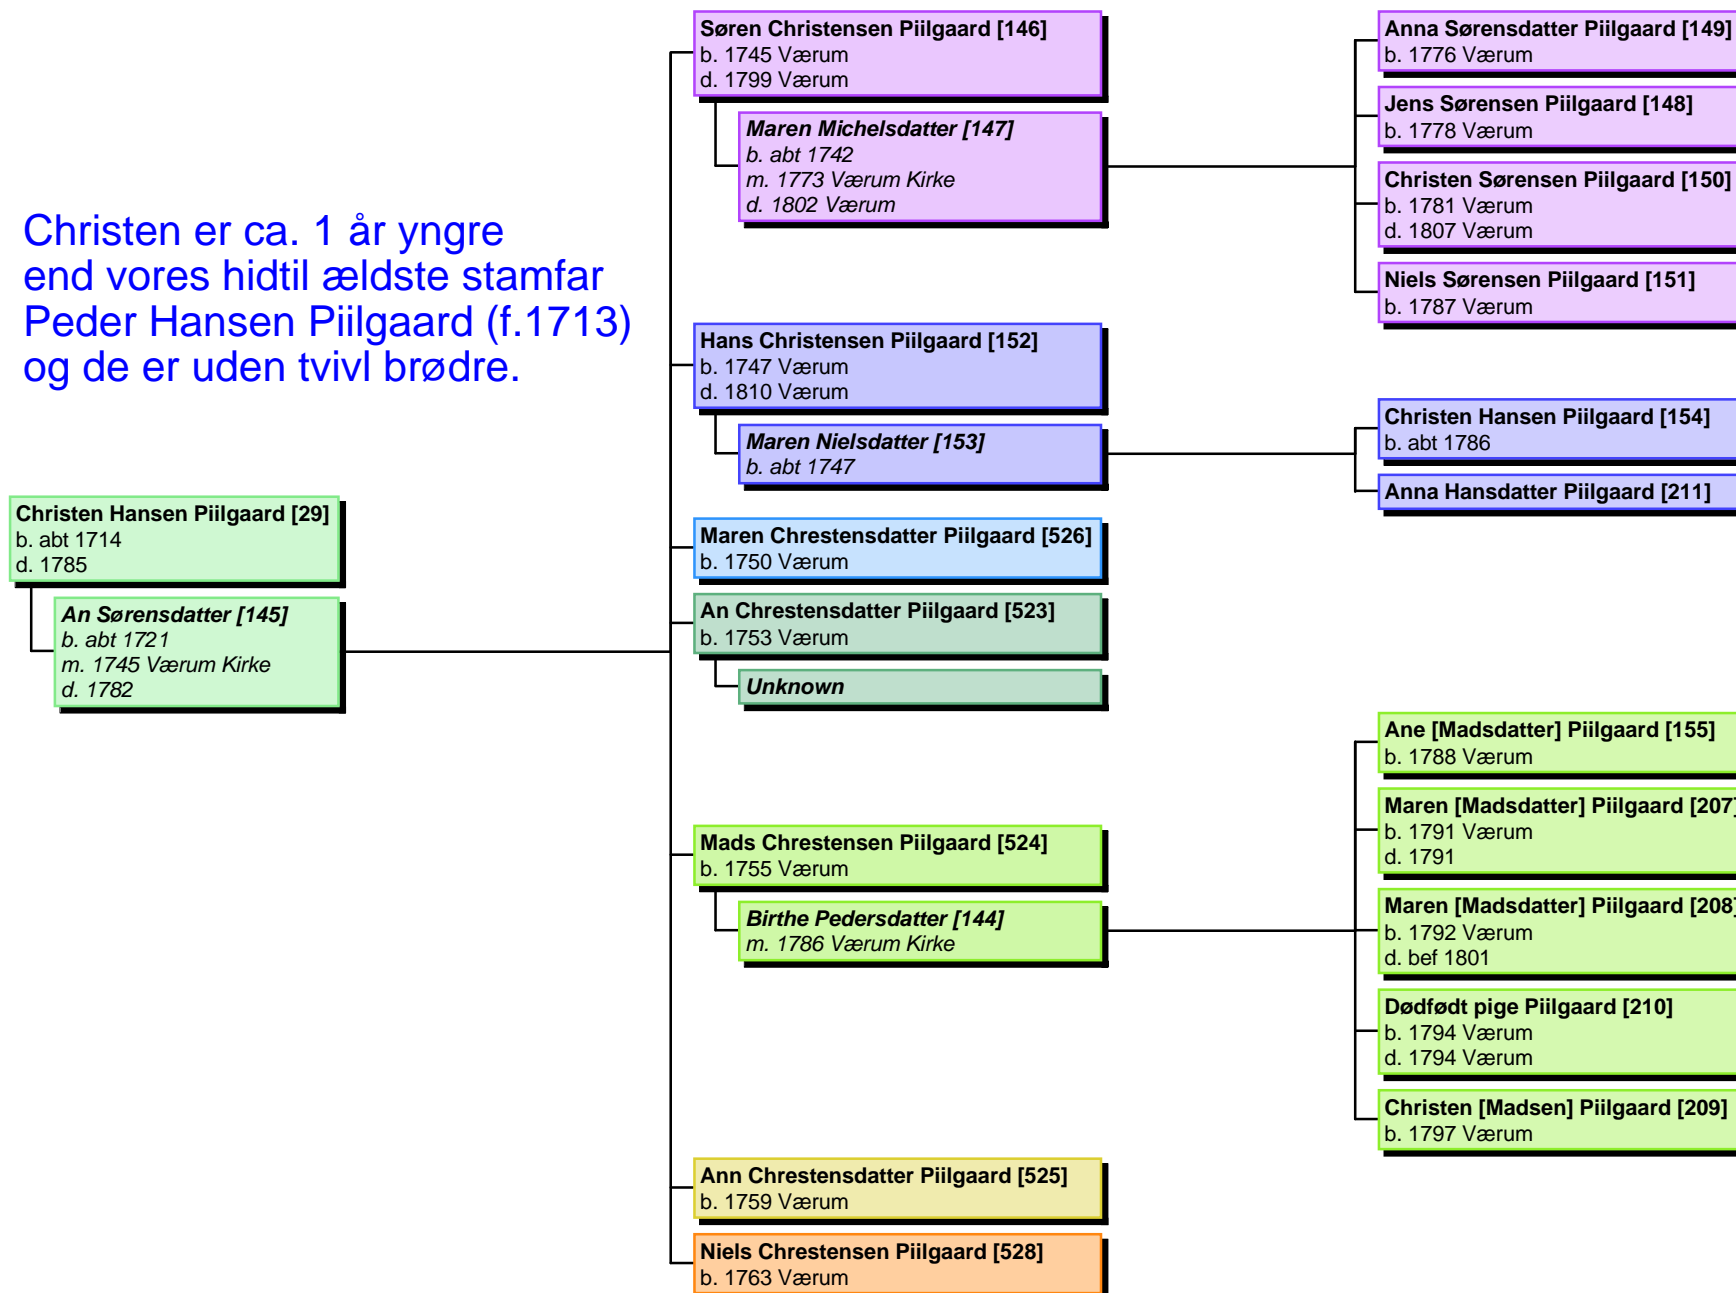 Christen er ca. 1 år yngre
end vores hidtil ældste stamfar
Peder Hansen Piilgaard (f.1713)
og de er uden tvivl brødre.
Christen Hansen Piilgaard [29]
b. abt 1714
d. 1785
An Sørensdatter [145]
b. abt 1721
m. 1745 Værum Kirke
d. 1782
Søren Christensen Piilgaard [146]
b. 1745 Værum
d. 1799 Værum
Maren Michelsdatter [147]
b. abt 1742
m. 1773 Værum Kirke
d. 1802 Værum
Hans Christensen Piilgaard [152]
b. 1747 Værum
d. 1810 Værum
Maren Nielsdatter [153]
b. abt 1747
Maren Chrestensdatter Piilgaard [526]
b. 1750 Værum
An Chrestensdatter Piilgaard [523]
b. 1753 Værum
Unknown
Mads Chrestensen Piilgaard [524]
b. 1755 Værum
Birthe Pedersdatter [144]
m. 1786 Værum Kirke
Ann Chrestensdatter Piilgaard [525]
b. 1759 Værum
Niels Chrestensen Piilgaard [528]
b. 1763 Værum
Anna Sørensdatter Piilgaard [149]
b. 1776 Værum
Jens Sørensen Piilgaard [148]
b. 1778 Værum
Christen Sørensen Piilgaard [150]
b. 1781 Værum
d. 1807 Værum
Niels Sørensen Piilgaard [151]
b. 1787 Værum
Christen Hansen Piilgaard [154]
b. abt 1786
Anna Hansdatter Piilgaard [211]
Ane [Madsdatter] Piilgaard [155]
b. 1788 Værum
Maren [Madsdatter] Piilgaard [207]
b. 1791 Værum
d. 1791
Maren [Madsdatter] Piilgaard [208]
b. 1792 Værum
d. bef 1801
Dødfødt pige Piilgaard [210]
b. 1794 Værum
d. 1794 Værum
Christen [Madsen] Piilgaard [209]
b. 1797 Værum